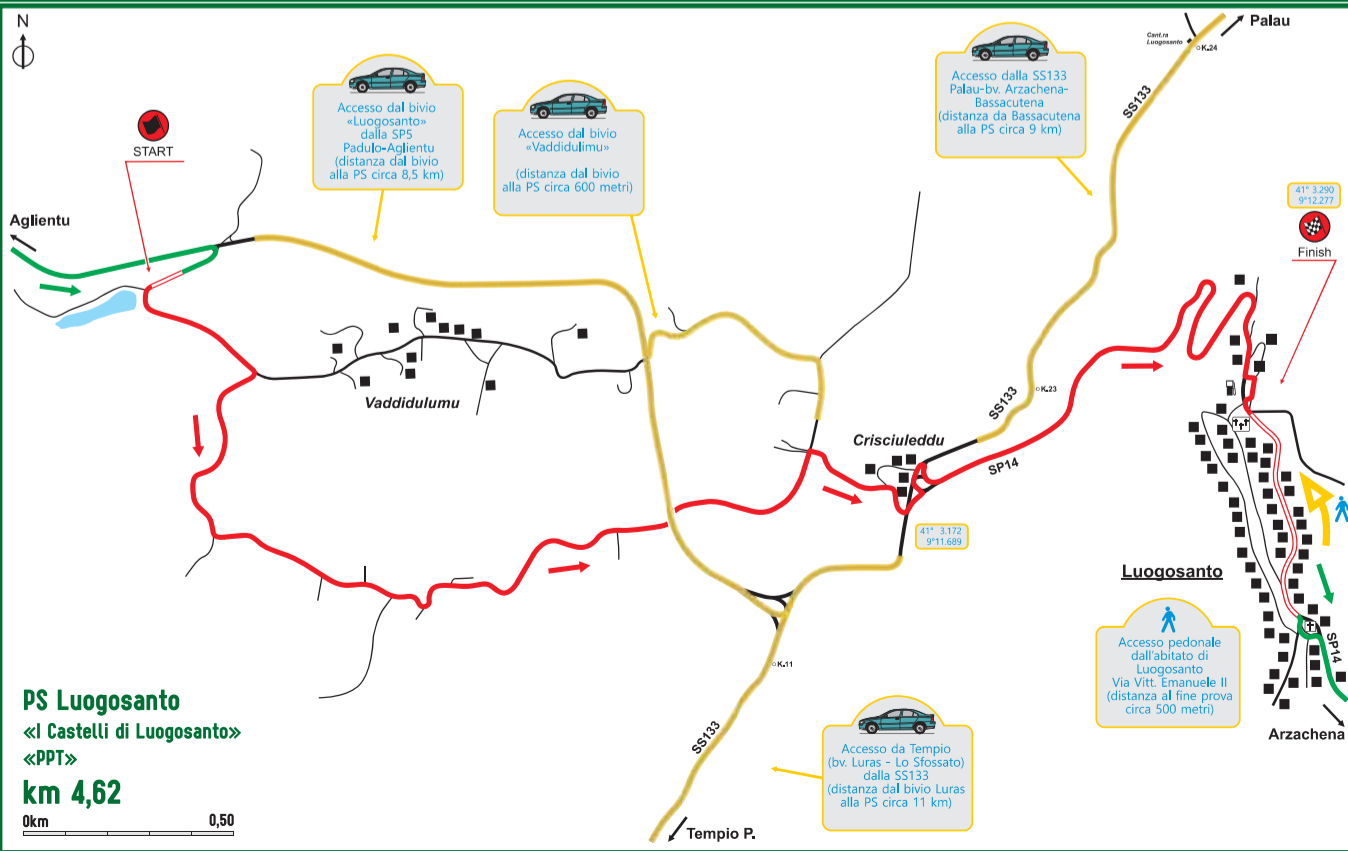 N
START
Aglientu
Accesso dal bivio
«Luogosanto»
dalla SP5
Padulo-Aglientu
(distanza dal bivio
alla PS circa 8,5 km)
Accesso dal bivio
«Vaddidulimu»
(distanza dal bivio
alla PS circa 600 metri)
Accesso dalla SS133
Palau-bv. Arzachena-
Bassacutena
(distanza da Bassacutena
alla PS circa 9 km)
Cant.ra
Luogosanto
K.24
Palau
SS133
41° 3.290
9°12.277
Finish
Vaddidulumu
K.23
SS133
Crisciuleddu
SP14
41° 3.172
9°11.689
Luogosanto
Accesso pedonale
dall'abitato di
Luogosanto
Via Vitt. Emanuele II
(distanza al fine prova
circa 500 metri)
SP14
Arzachena
K.11
SS133
Accesso da Tempio
(bv. Luras - Lo Sfossato)
dalla SS133
(distanza dal bivio Luras
alla PS circa 11 km)
Tempio P.
PS Luogosanto
«I Castelli di Luogosanto»
«PPT»
km 4,62
0km 0,50